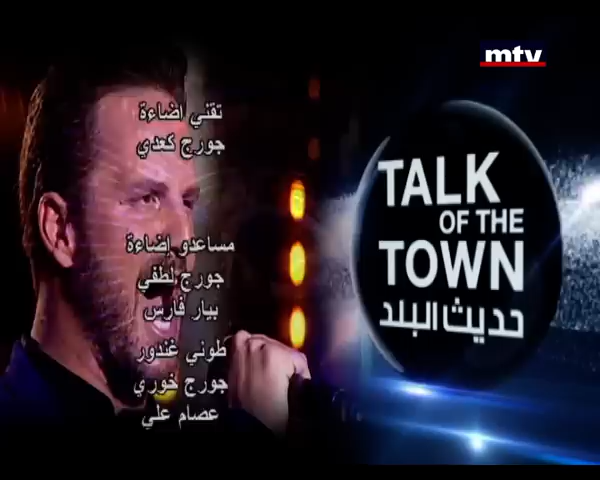 mtv
تقني اضاءة
جورج كعدي
مساعدو إضاءة
جورج لطفي
بيار فارس
طوني غندور
جورج خوري
عصام علي
TALK
OF THE
TOWN
حديث البلد